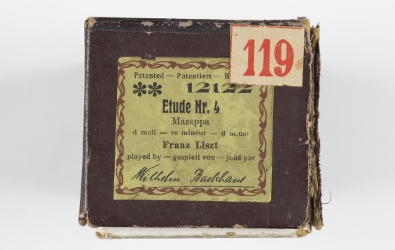 119
Patented — Patentiert — B
** 12122
Etude Nr. 4
Mazeppa
d moll — re mineur — d
Franz Liszt
played by — gespielt von — joué par
Wilhelm Backhaus